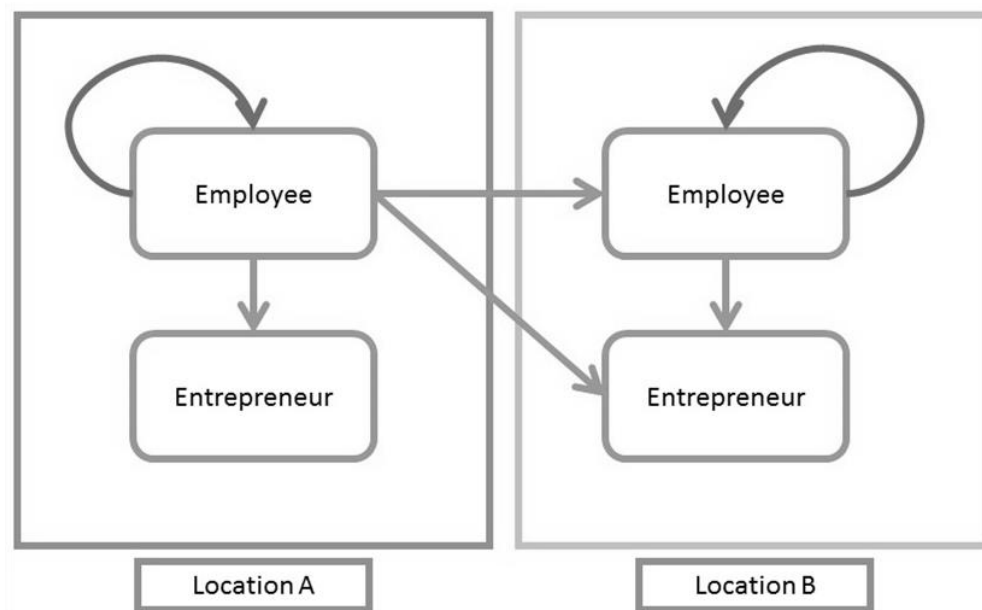 Employee
Employee
Entrepreneur
Entrepreneur
Location A
Location B